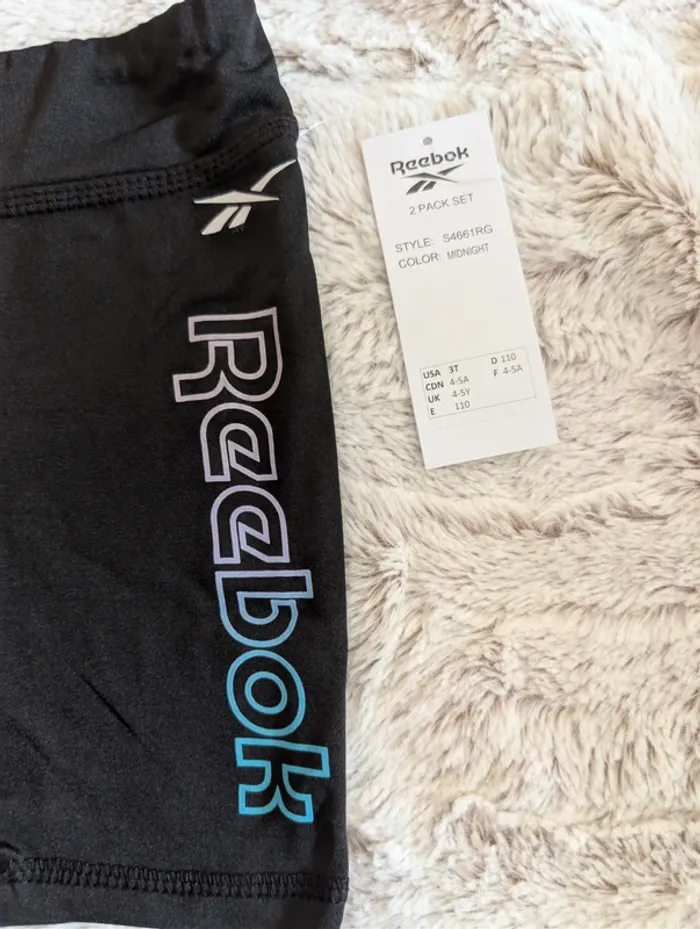 Reebok
Reebok
2 PACK SET
STYLE: S4661RG
COLOR: MIDNIGHT
USA 3T D 110
CDN 4-5A F 4-5A
UK 4-5Y
E 110